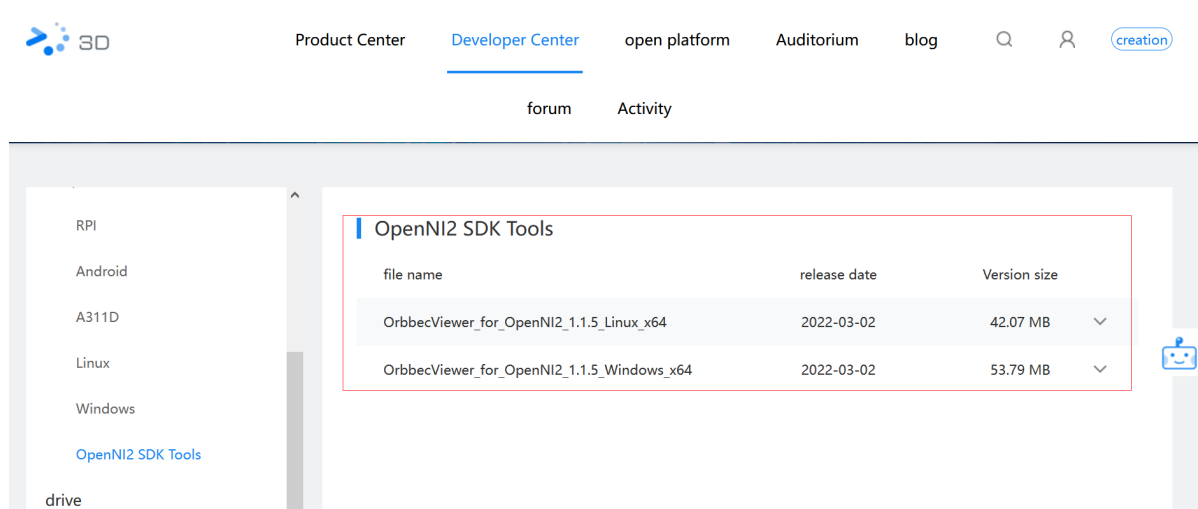 3D
Product Center
Developer Center
open platform
Auditorium
blog
creation
forum
Activity
RPI
Android
A311D
Linux
Windows
OpenNI2 SDK Tools
drive
OpenNI2 SDK Tools
file name release date Version size
OrbbecViewer_for_OpenNI2_1.1.5_Linux_x64 2022-03-02 42.07 MB
OrbbecViewer_for_OpenNI2_1.1.5_Windows_x64 2022-03-02 53.79 MB